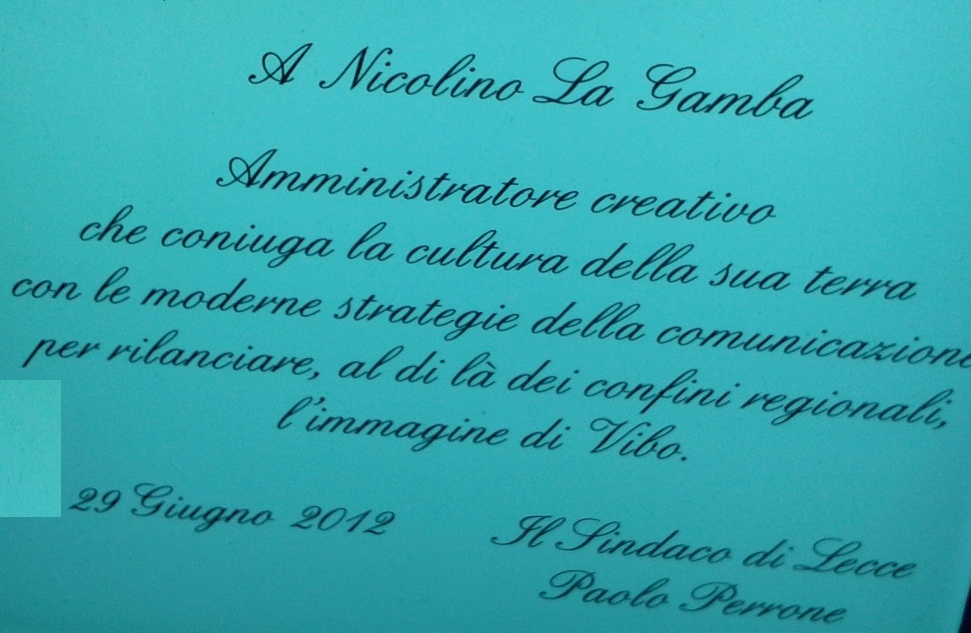 A Nicolino La Gamba
Amministratore creativo
che coniuga la cultura della sua terra
con le moderne strategie della comunicazione
per rilanciare, al di là dei confini regionali,
l'immagine di Vibo.
29 Giugno 2012
Il Sindaco di Lecce
Paolo Perrone